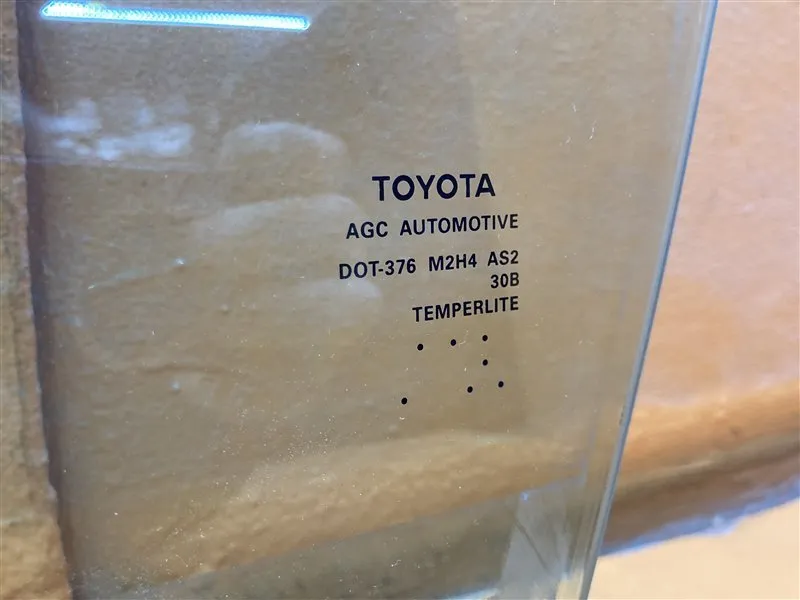 TOYOTA
AGC AUTOMOTIVE
DOT-376 M2H4 AS2
30B
TEMPERLITE